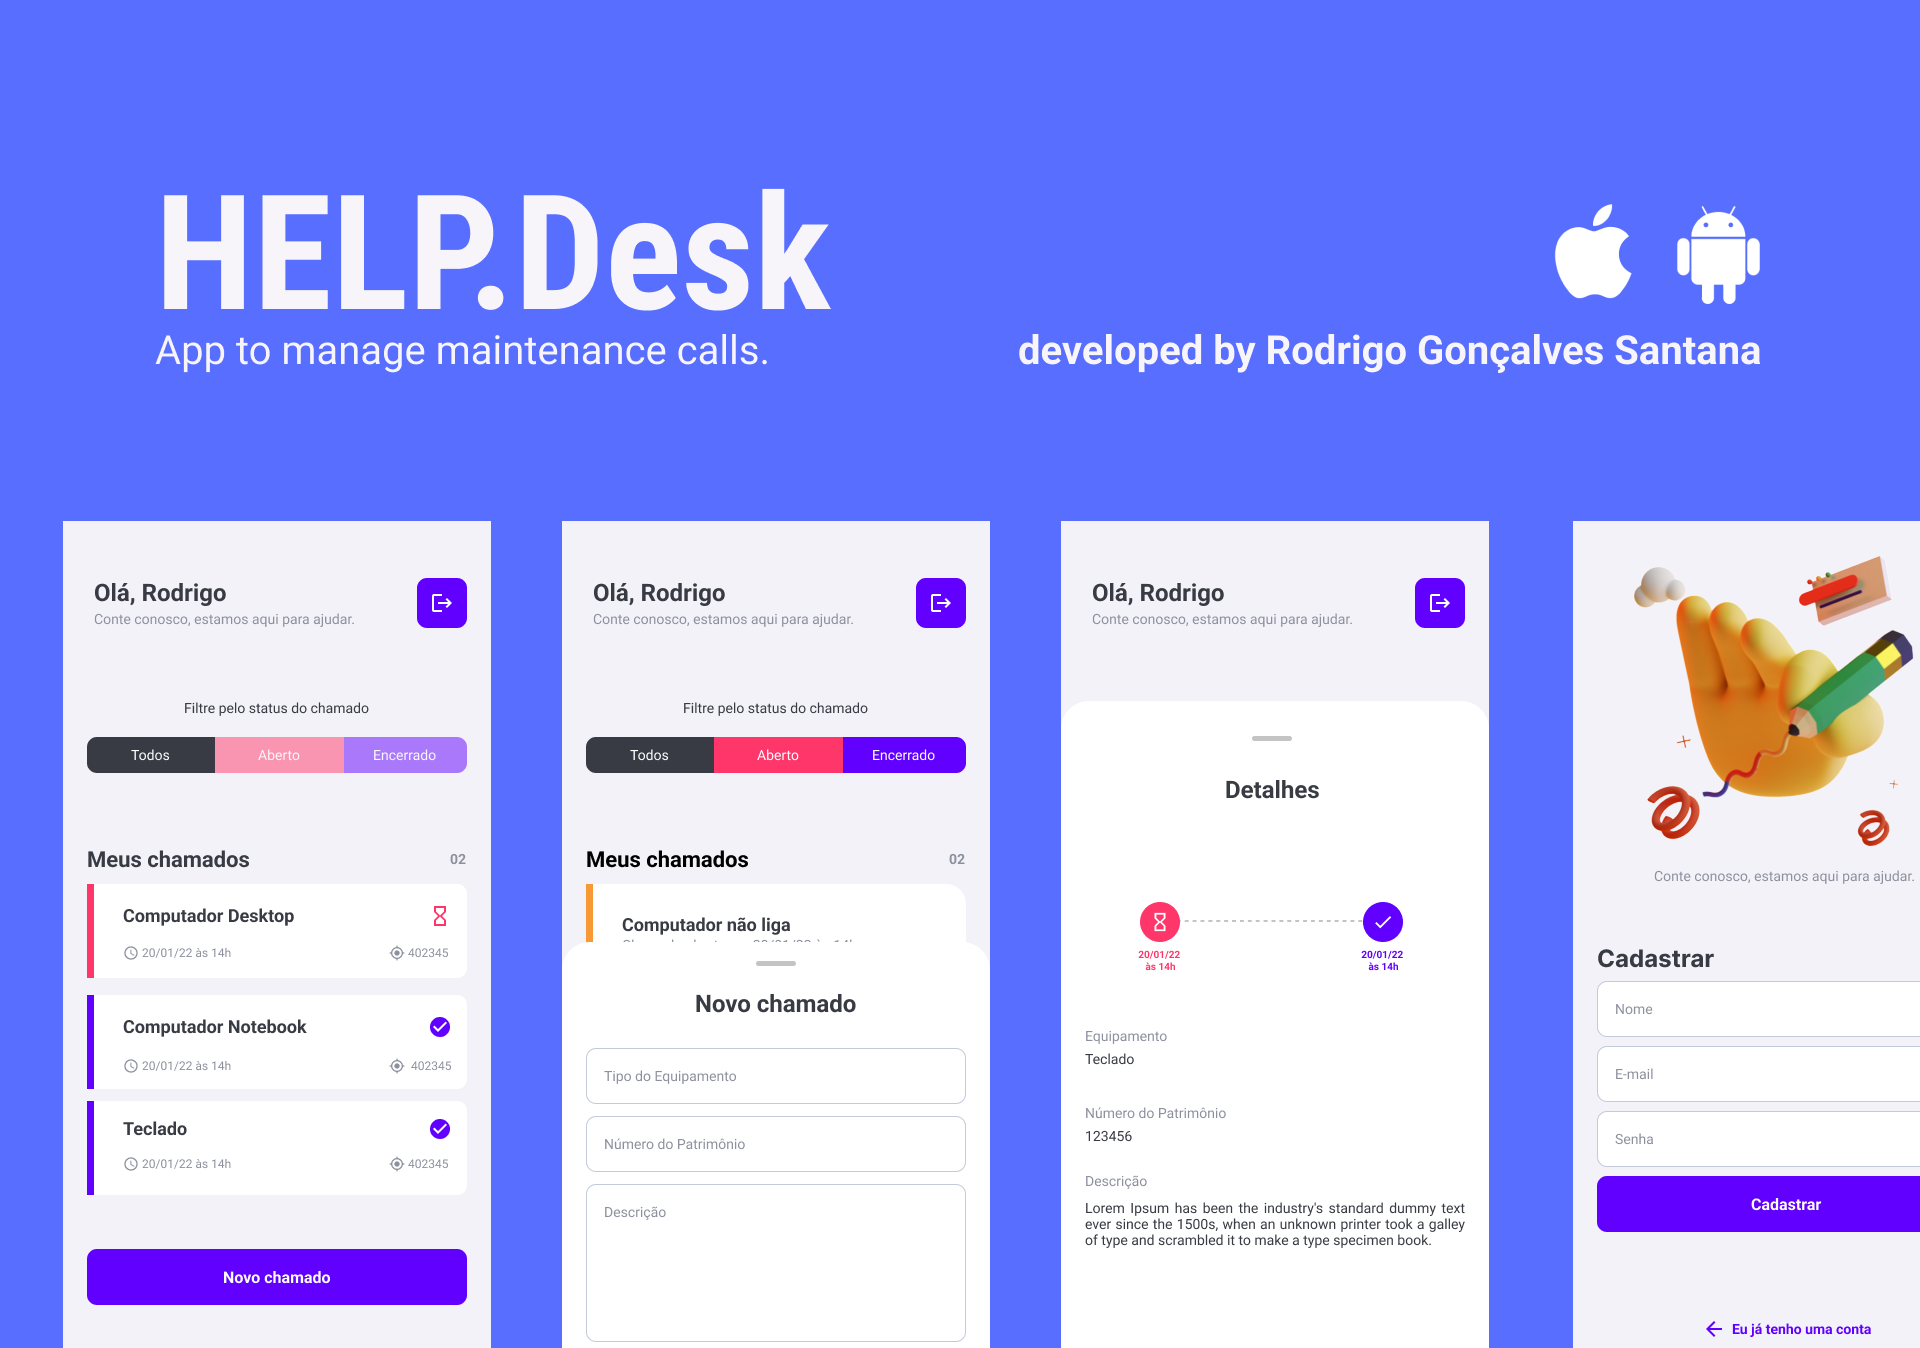 HELP.Desk
App to manage maintenance calls.
developed by Rodrigo Gonçalves Santana
Olá, Rodrigo
Conte conosco, estamos aqui para ajudar.
Filtre pelo status do chamado
Todos
Aberto
Encerrado
Meus chamados
02
Computador Desktop
20/01/22 às 14h
402345
Computador Notebook
20/01/22 às 14h
402345
Teclado
20/01/22 às 14h
402345
Novo chamado
Olá, Rodrigo
Conte conosco, estamos aqui para ajudar.
Filtre pelo status do chamado
Todos
Aberto
Encerrado
Meus chamados
02
Computador não liga
Novo chamado
Tipo do Equipamento
Número do Patrimônio
Descrição
Olá, Rodrigo
Conte conosco, estamos aqui para ajudar.
Detalhes
20/01/22
às 14h
20/01/22
às 14h
Equipamento
Teclado
Número do Patrimônio
123456
Descrição
Lorem Ipsum has been the industry's standard dummy text
ever since the 1500s, when an unknown printer took a galley
of type and scrambled it to make a type specimen book.
Conte conosco, estamos aqui para ajudar.
Cadastrar
Nome
E-mail
Senha
Cadastrar
Eu já tenho uma conta